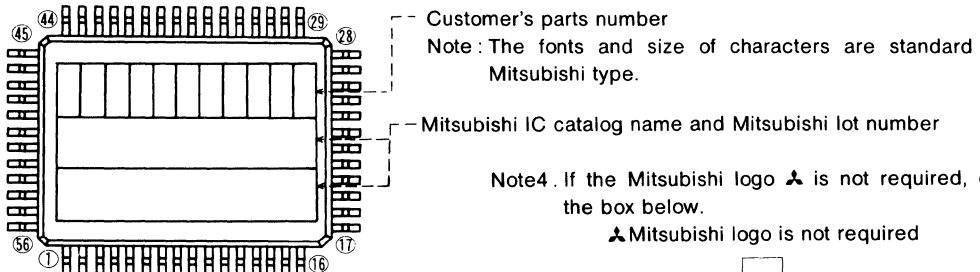 ㊹ ㉙
㊺ ㉘
Customer's parts number
Note : The fonts and size of characters are standard
Mitsubishi type.
Mitsubishi IC catalog name and Mitsubishi lot number
Note4 . If the Mitsubishi logo is not required,
the box below.
Mitsubishi logo is not required
56 ⑰
① ⑯